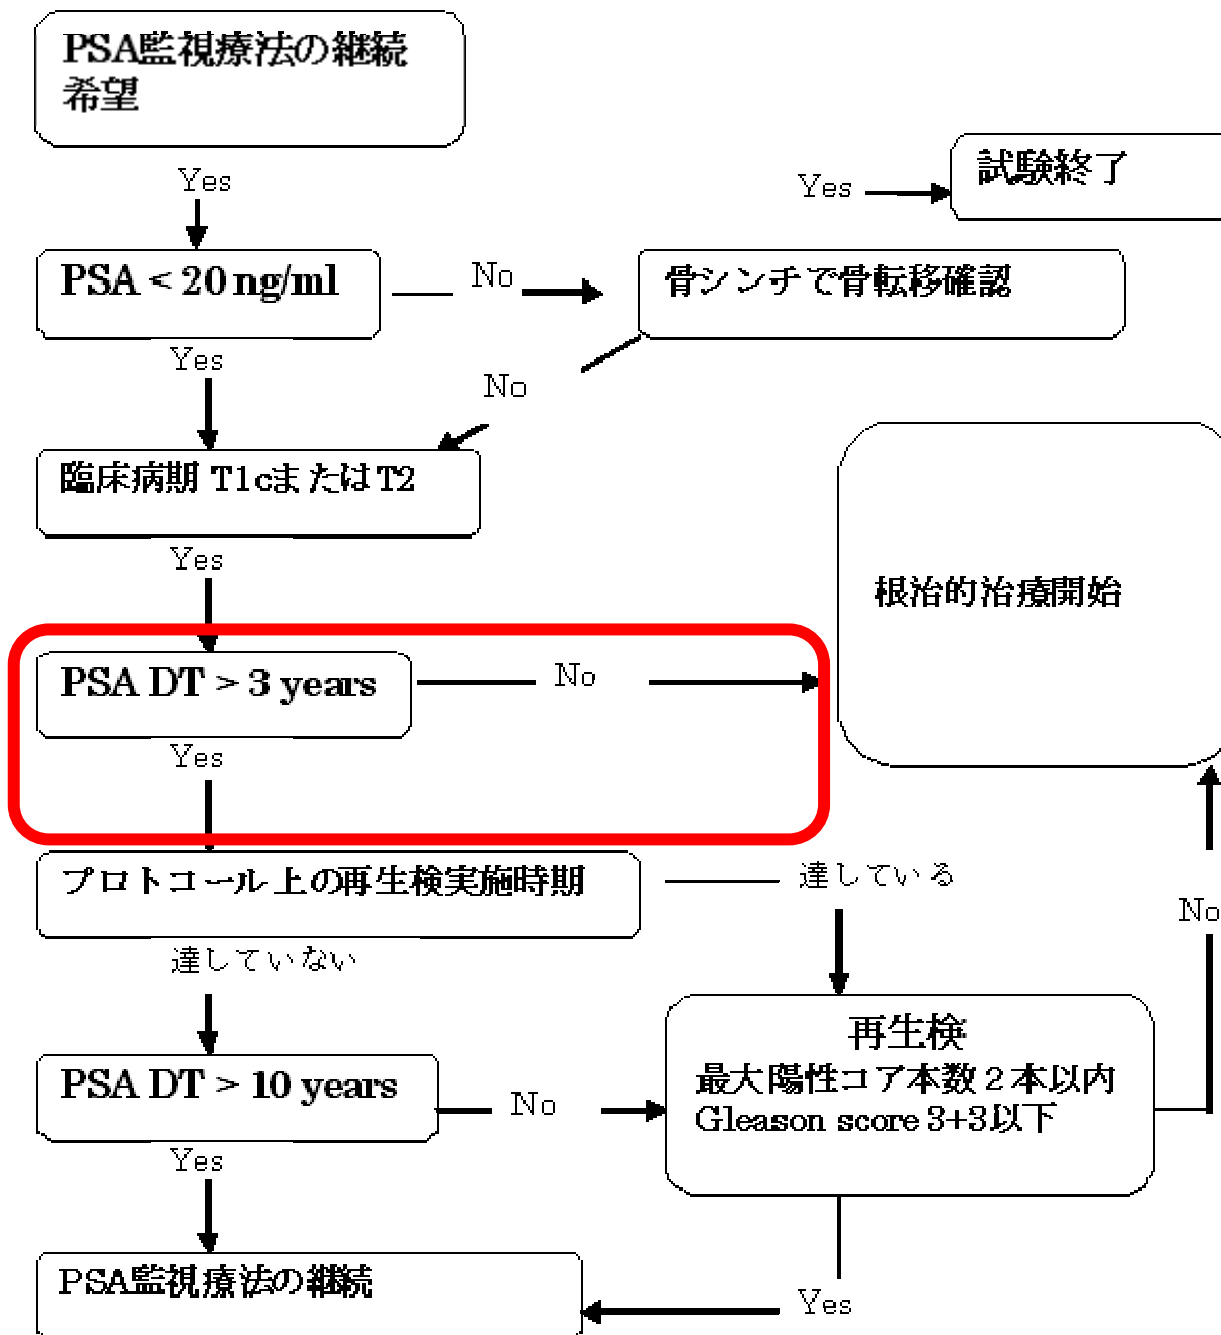 PSA監視療法の継続
希望
Yes
Yes
試験終了
PSA < 20 ng/ml
No
骨シンチで骨転移確認
Yes
No
臨床病期 T1cまたはT2
Yes
根治的治療開始
PSA DT > 3 years
No
Yes
プロトコール上の再生検実施時期
達している
No
達していない
再生検
最大陽性コア本数２本以内
Gleason score 3+3以下
PSA DT > 10 years
No
Yes
PSA監視療法の継続
Yes